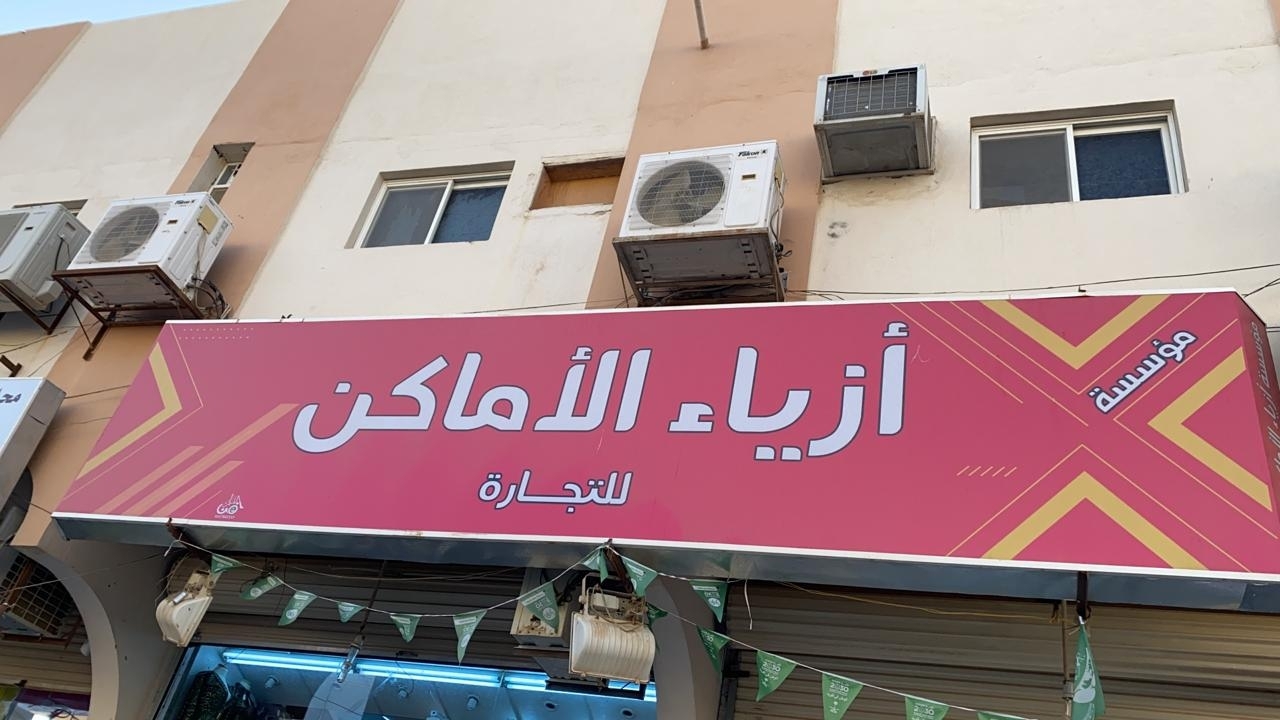 مؤسسة
أزياء الأماكن
للتجارة